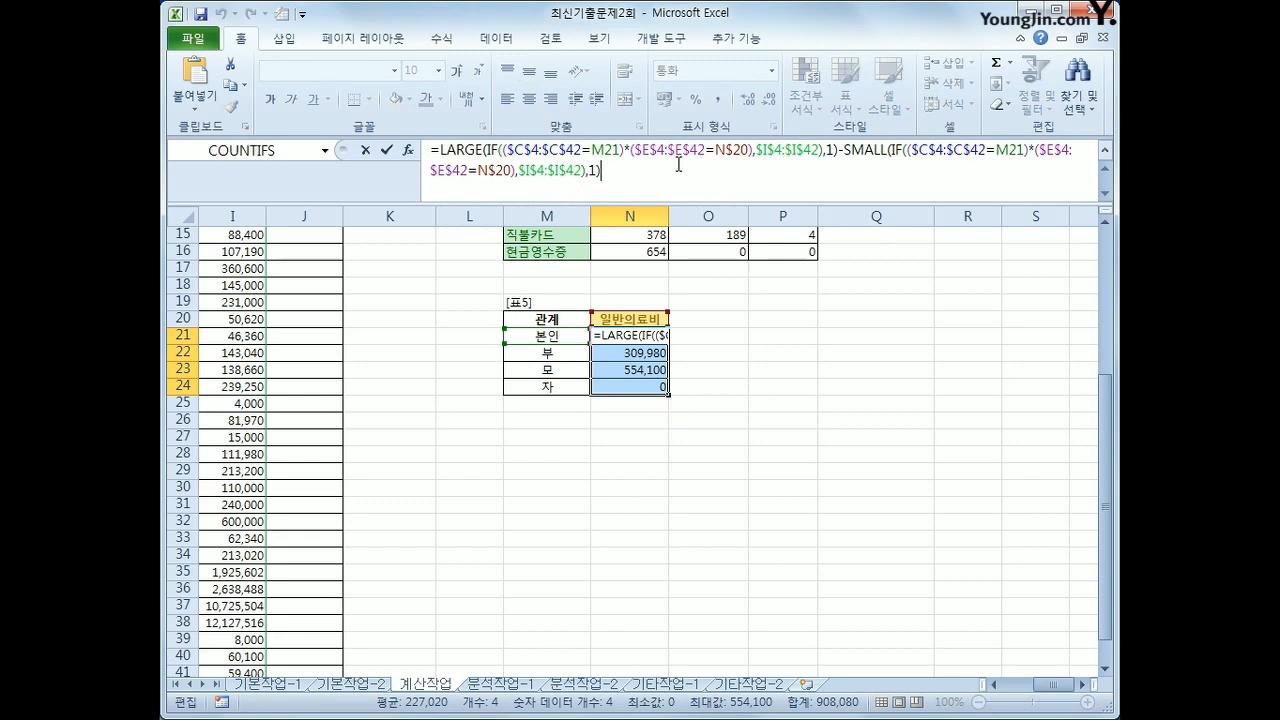 최신기출문제2회 - Microsoft Excel
YoungJin.com Y.
파일 홈 삽입 페이지 레이아웃 수식 데이터 검토 보기 개발 도구 추가 기능
붙여넣기
10
가 가 가
통화
조건부 서식 표 서식 셀 스타일
삽입
삭제
서식
정렬 및 필터 찾기 및 선택
클립보드 글꼴 맞춤 표시 형식 스타일 셀 편집
COUNTIFS
=LARGE(IF(($C$4:$C$42=M21)*($E$4:$E$42=N$20),$I$4:$I$42),1)-SMALL(IF(($C$4:$C$42=M21)*($E$4:
$E$42=N$20),$I$4:$I$42),1)
I J K L M N O P Q R S
15 88,400 직불카드 378 189 4
16 107,190 현금영수증 654 0 0
17 360,600
18 145,000
19 231,000 [표5]
20 50,620 관계 일반의료비
21 46,360 본인 =LARGE(IF(($C
22 143,040 부 309,980
23 138,660 모 554,100
24 239,250 자 0
25 4,000
26 81,970
27 15,000
28 111,980
29 213,200
30 110,000
31 240,000
32 600,000
33 62,340
34 213,020
35 1,925,602
36 2,638,488
37 10,725,504
38 12,127,516
39 8,000
40 60,100
41 59,400
기본작업-1 기본작업-2 계산작업 분석작업-1 분석작업-2 기타작업-1 기타작업-2
편집 평균: 227,020 개수: 4 숫자 데이터 개수: 4 최소값: 0 최대값: 554,100 합계: 908,080 100%